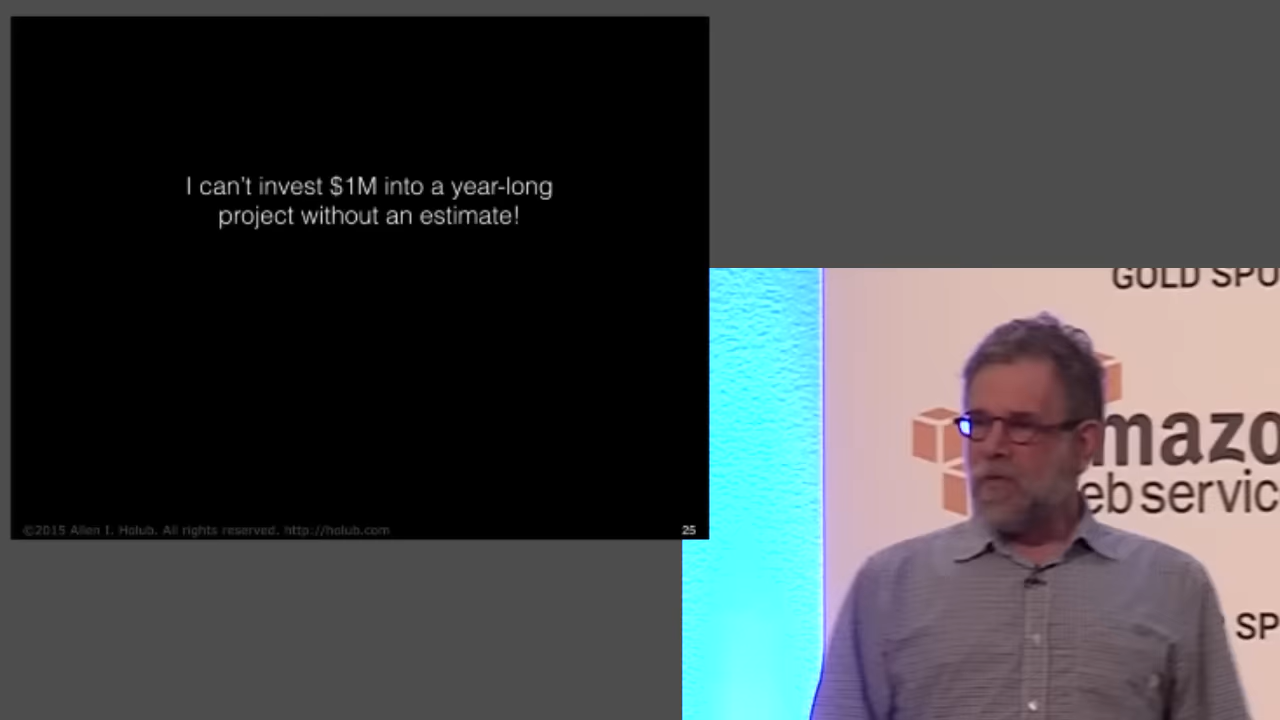 I can't invest $1M into a year-long
project without an estimate!
©2015 Allen I. Holub. All rights reserved. http://holub.com
25
GOLD SPO
mazo
eb servic
SP